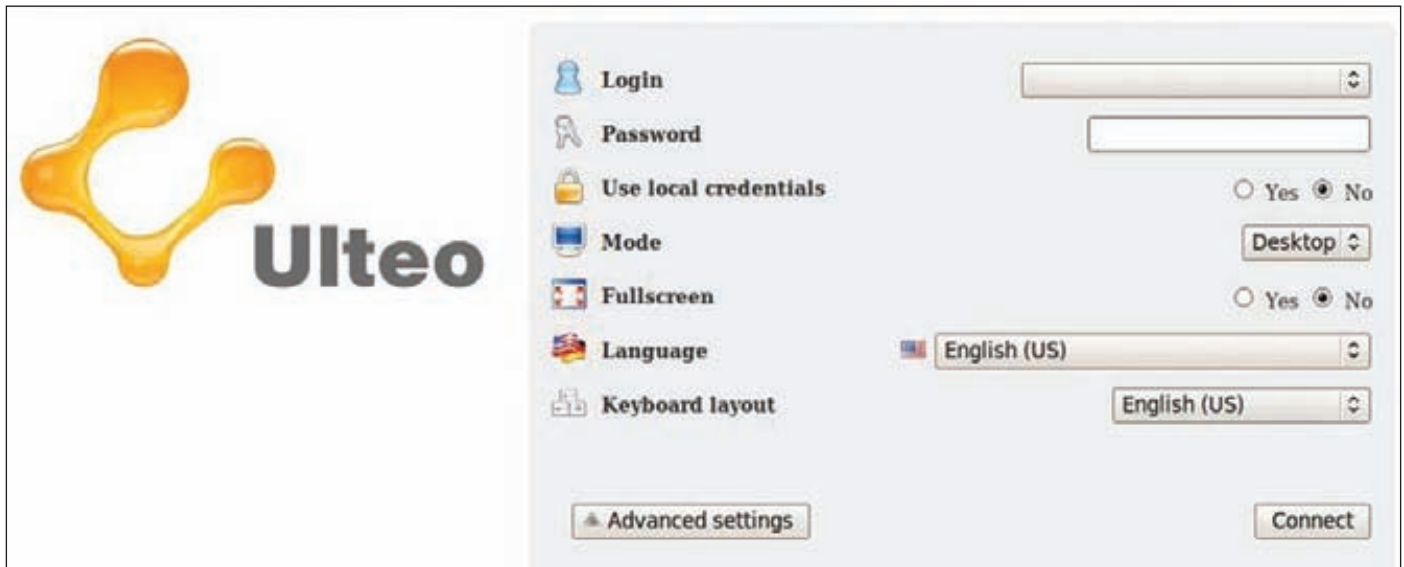 Ulteo
Login
Password
Use local credentials Yes No
Mode Desktop
Fullscreen Yes No
Language English (US)
Keyboard layout English (US)
Advanced settings Connect